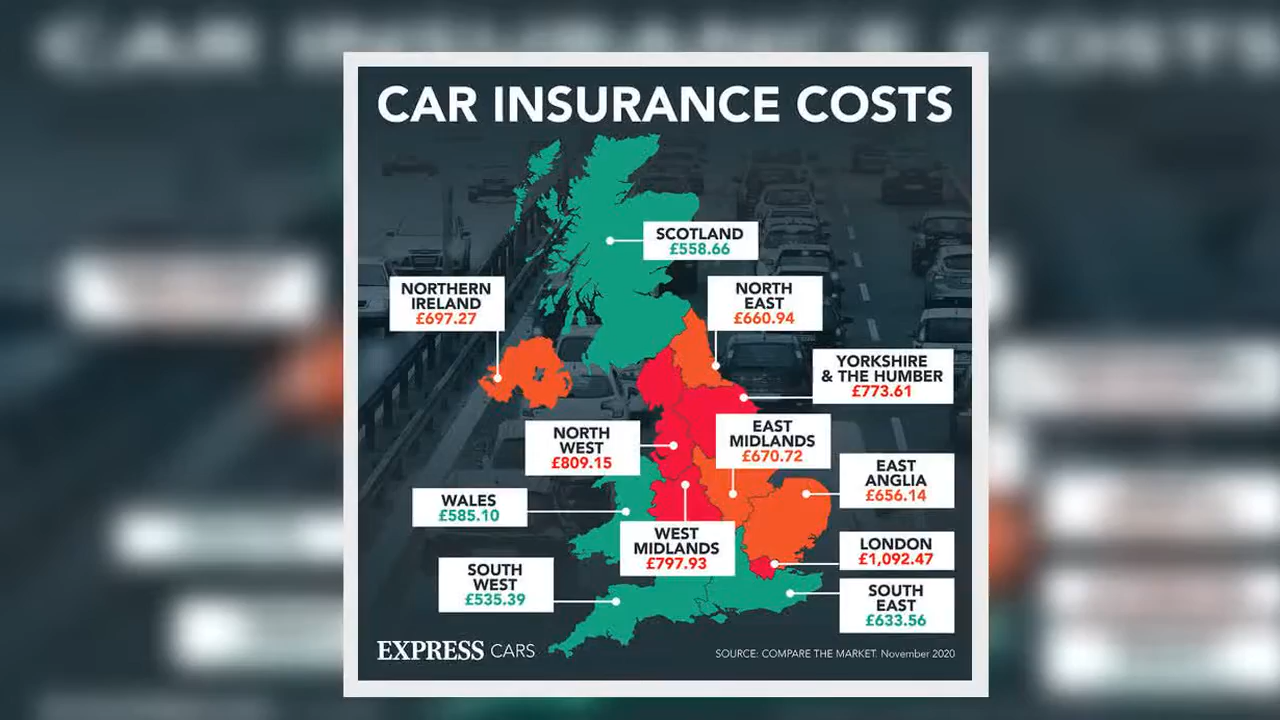 CAR INSURANCE COSTS
SCOTLAND
£558.66
NORTHERN
IRELAND
£697.27
NORTH
EAST
£660.94
YORKSHIRE
& THE HUMBER
£773.61
NORTH
WEST
£809.15
EAST
MIDLANDS
£670.72
EAST
ANGLIA
£656.14
WALES
£585.10
WEST
MIDLANDS
£797.93
LONDON
£1,092.47
SOUTH
WEST
£535.39
SOUTH
EAST
£633.56
EXPRESS CARS
SOURCE: COMPARE THE MARKET. November 2020